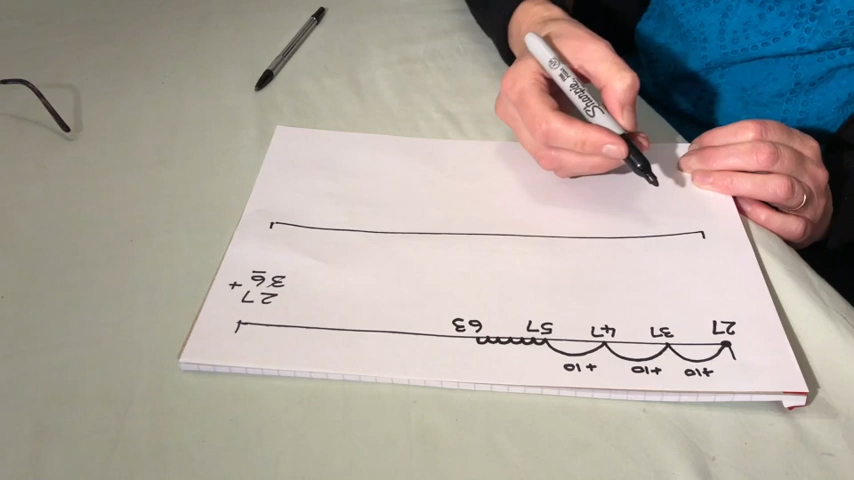 +10 +10 +10
27 37 47 57 63
27
36 +
Sharpie